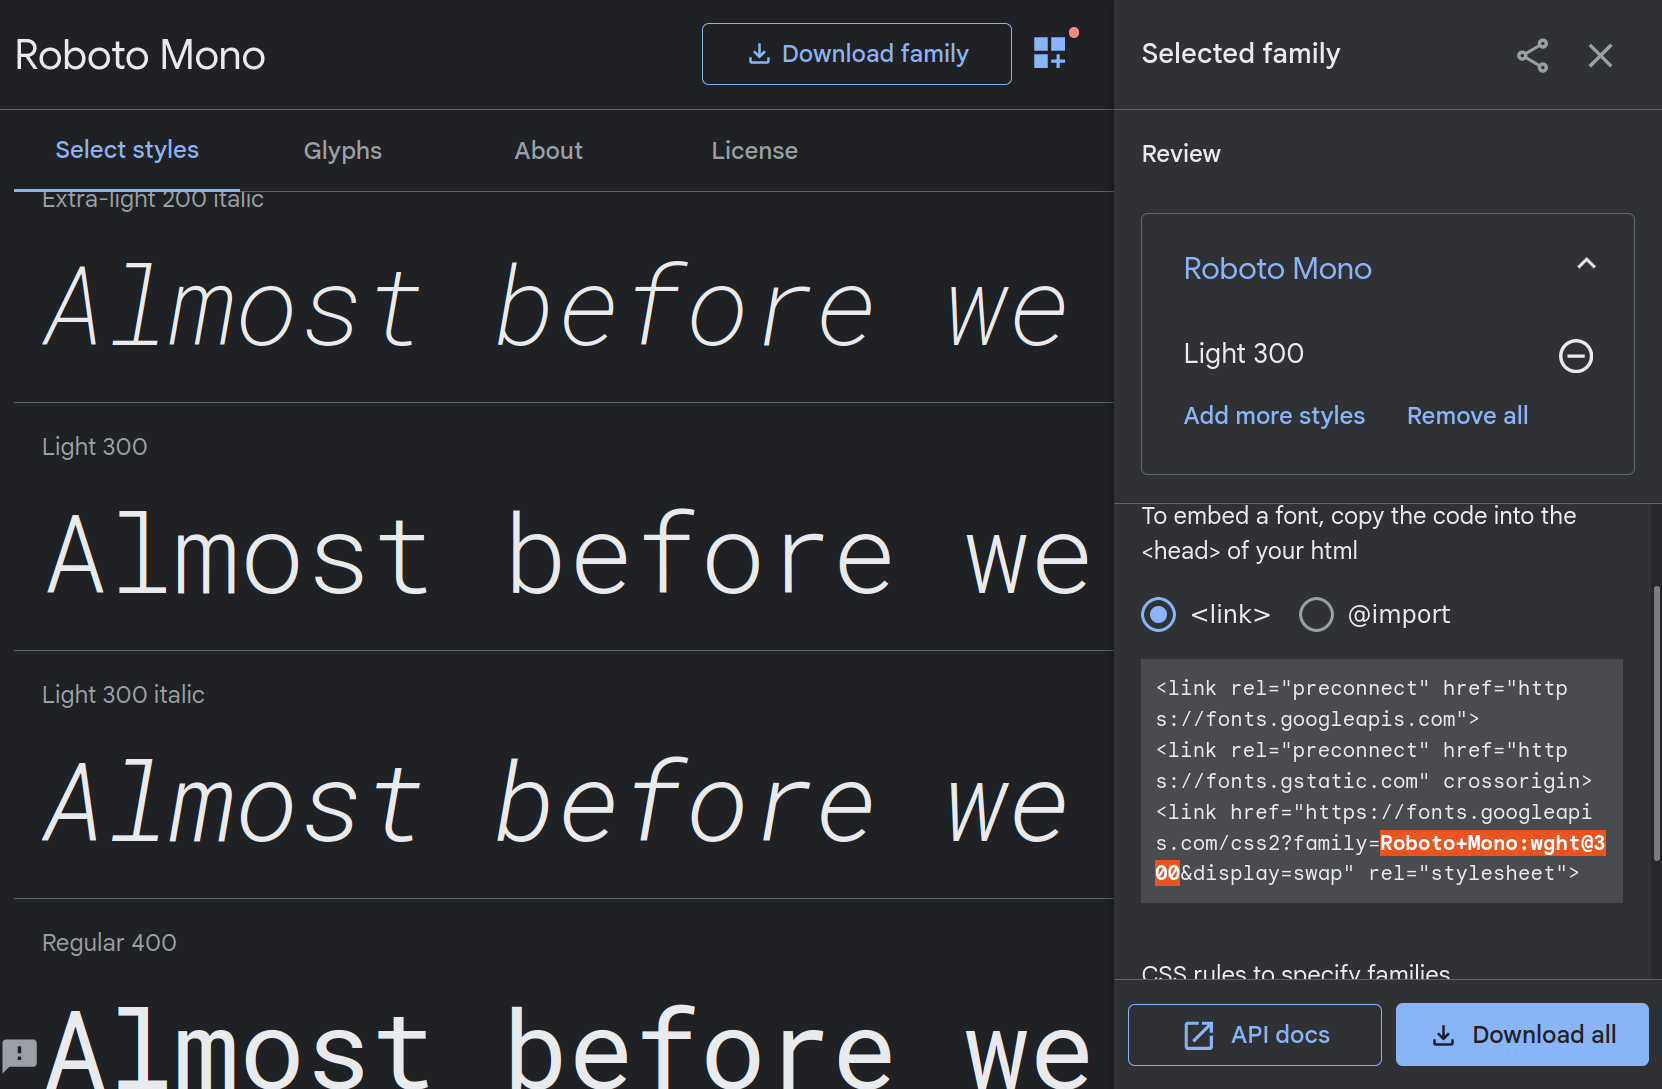 Roboto Mono
Download family
Select styles
Glyphs
About
License
Extra-light 200 italic
Almost before we
Light 300
Almost before we
Light 300 italic
Almost before we
Regular 400
Almost before we
Selected family
Review
Roboto Mono
Light 300
Add more styles
Remove all
To embed a font, copy the code into the
<head> of your html
<link>
@import
<link rel="preconnect" href="http
s://fonts.googleapis.com">
<link rel="preconnect" href="http
s://fonts.gstatic.com" crossorigin>
<link href="https://fonts.googleapi
s.com/css2?family=Roboto+Mono:wght@3
00&display=swap" rel="stylesheet">
CSS rules to specify families
API docs
Download all